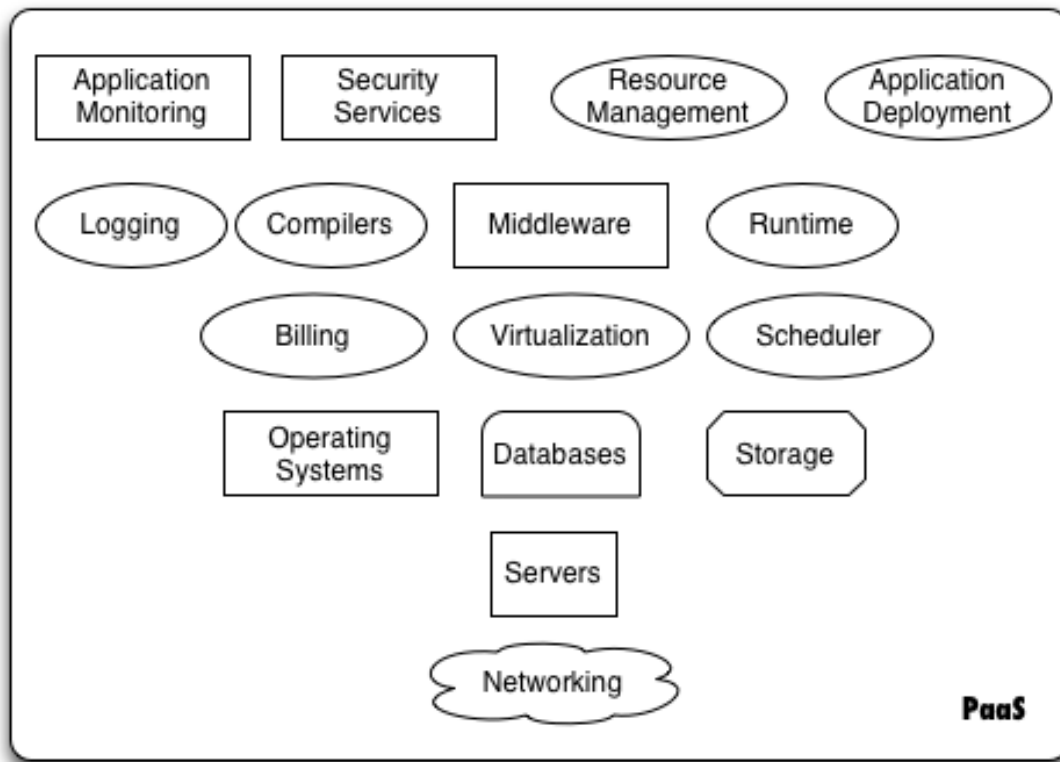 Application
Monitoring
Security
Services
Resource
Management
Application
Deployment
Logging
Compilers
Middleware
Runtime
Billing
Virtualization
Scheduler
Operating
Systems
Databases
Storage
Servers
Networking
PaaS